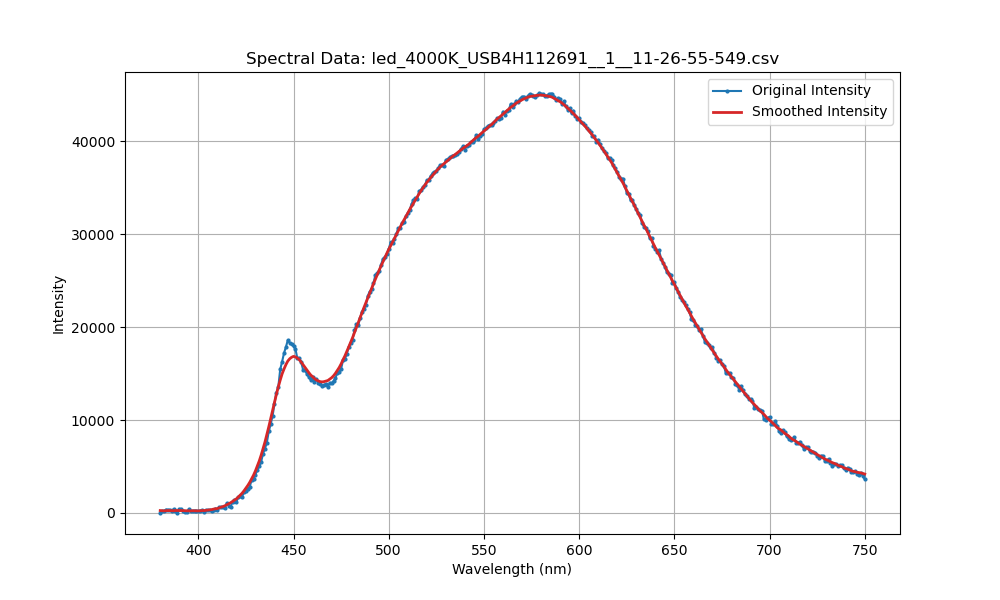 Spectral Data: led_4000K_USB4H112691__1__11-26-55-549.csv
Original Intensity
Smoothed Intensity
40000
30000
20000
10000
0
Intensity
400 450 500 550 600 650 700 750
Wavelength (nm)